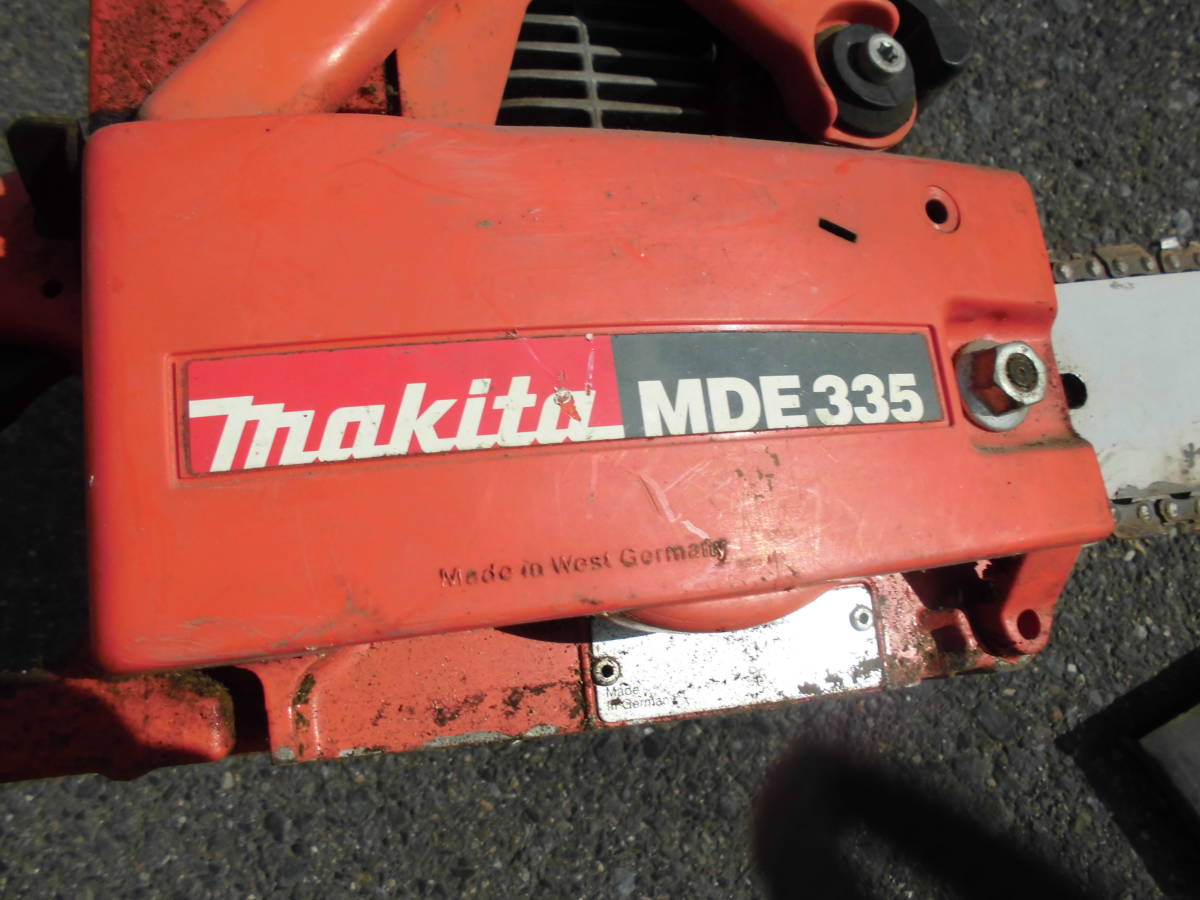 makita MDE 335
Made in West Germany
Made
in Germany